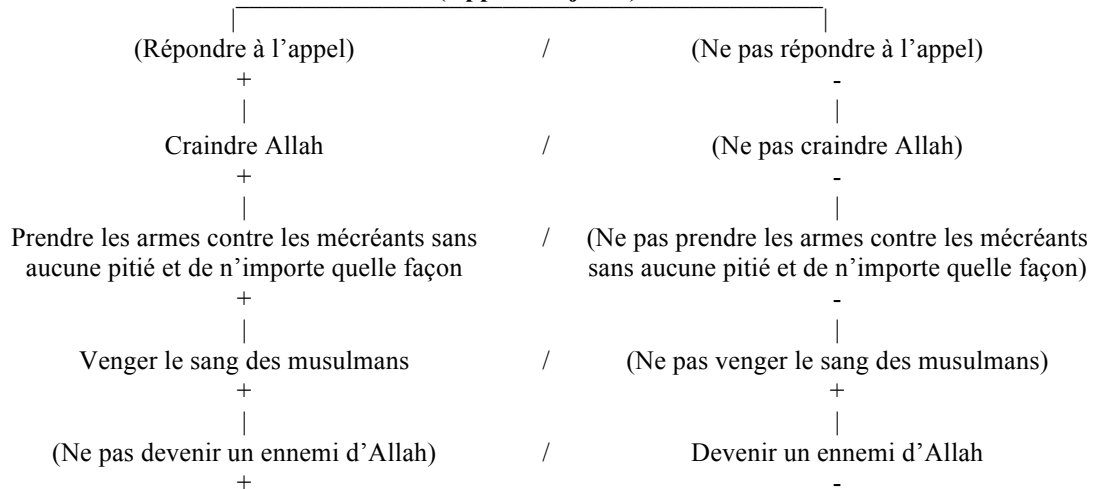 (Répondre à l’appel) / (Ne pas répondre à l’appel)
+ -
| |
Craindre Allah / (Ne pas craindre Allah)
+ -
| |
Prendre les armes contre les mécréants sans / (Ne pas prendre les armes contre les mécréants
aucune pitié et de n’importe quelle façon sans aucune pitié et de n’importe quelle façon)
+ -
| |
Venger le sang des musulmans / (Ne pas venger le sang des musulmans)
+ +
| |
(Ne pas devenir un ennemi d’Allah) / Devenir un ennemi d’Allah
+ -